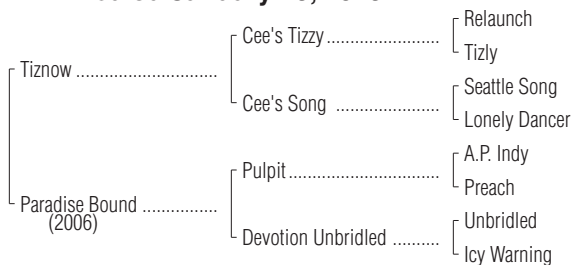 Relaunch
Cee's Tizzy ........................
Tizly
Tiznow ..............................
Seattle Song
Cee's Song ......................
Lonely Dancer
A.P. Indy
Pulpit................................
Preach
Paradise Bound ................
(2006)
Unbridled
Devotion Unbridled ..........
Icy Warning